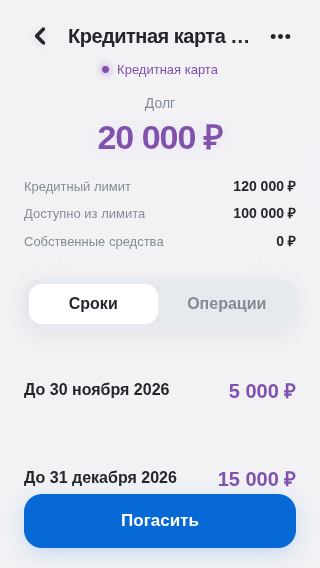 Кредитная карта ...
Кредитная карта
Долг
20 000 ₽
Кредитный лимит 120 000 ₽
Доступно из лимита 100 000 ₽
Собственные средства 0 ₽
Сроки Операции
До 30 ноября 2026 5 000 ₽
До 31 декабря 2026 15 000 ₽
Погасить